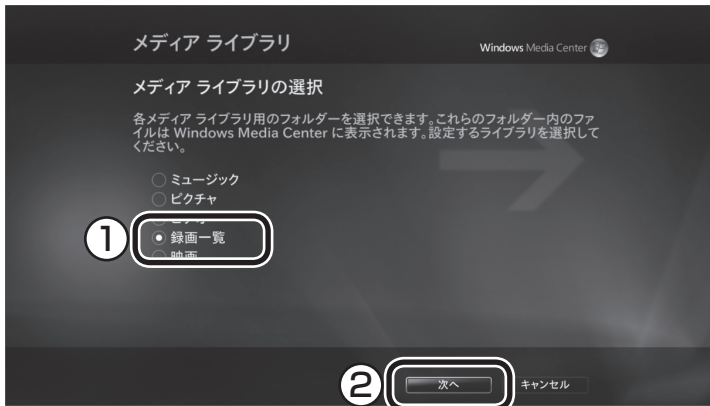 メディア ライブラリ
Windows Media Center
メディア ライブラリの選択
各メディア ライブラリ用のフォルダーを選択できます。これらのフォルダー内のファ
イルは Windows Media Center に表示されます。設定するライブラリを選択して
ください。
ミュージック
ピクチャ
ビデオ
① 録画一覧
映画
② 次へ キャンセル